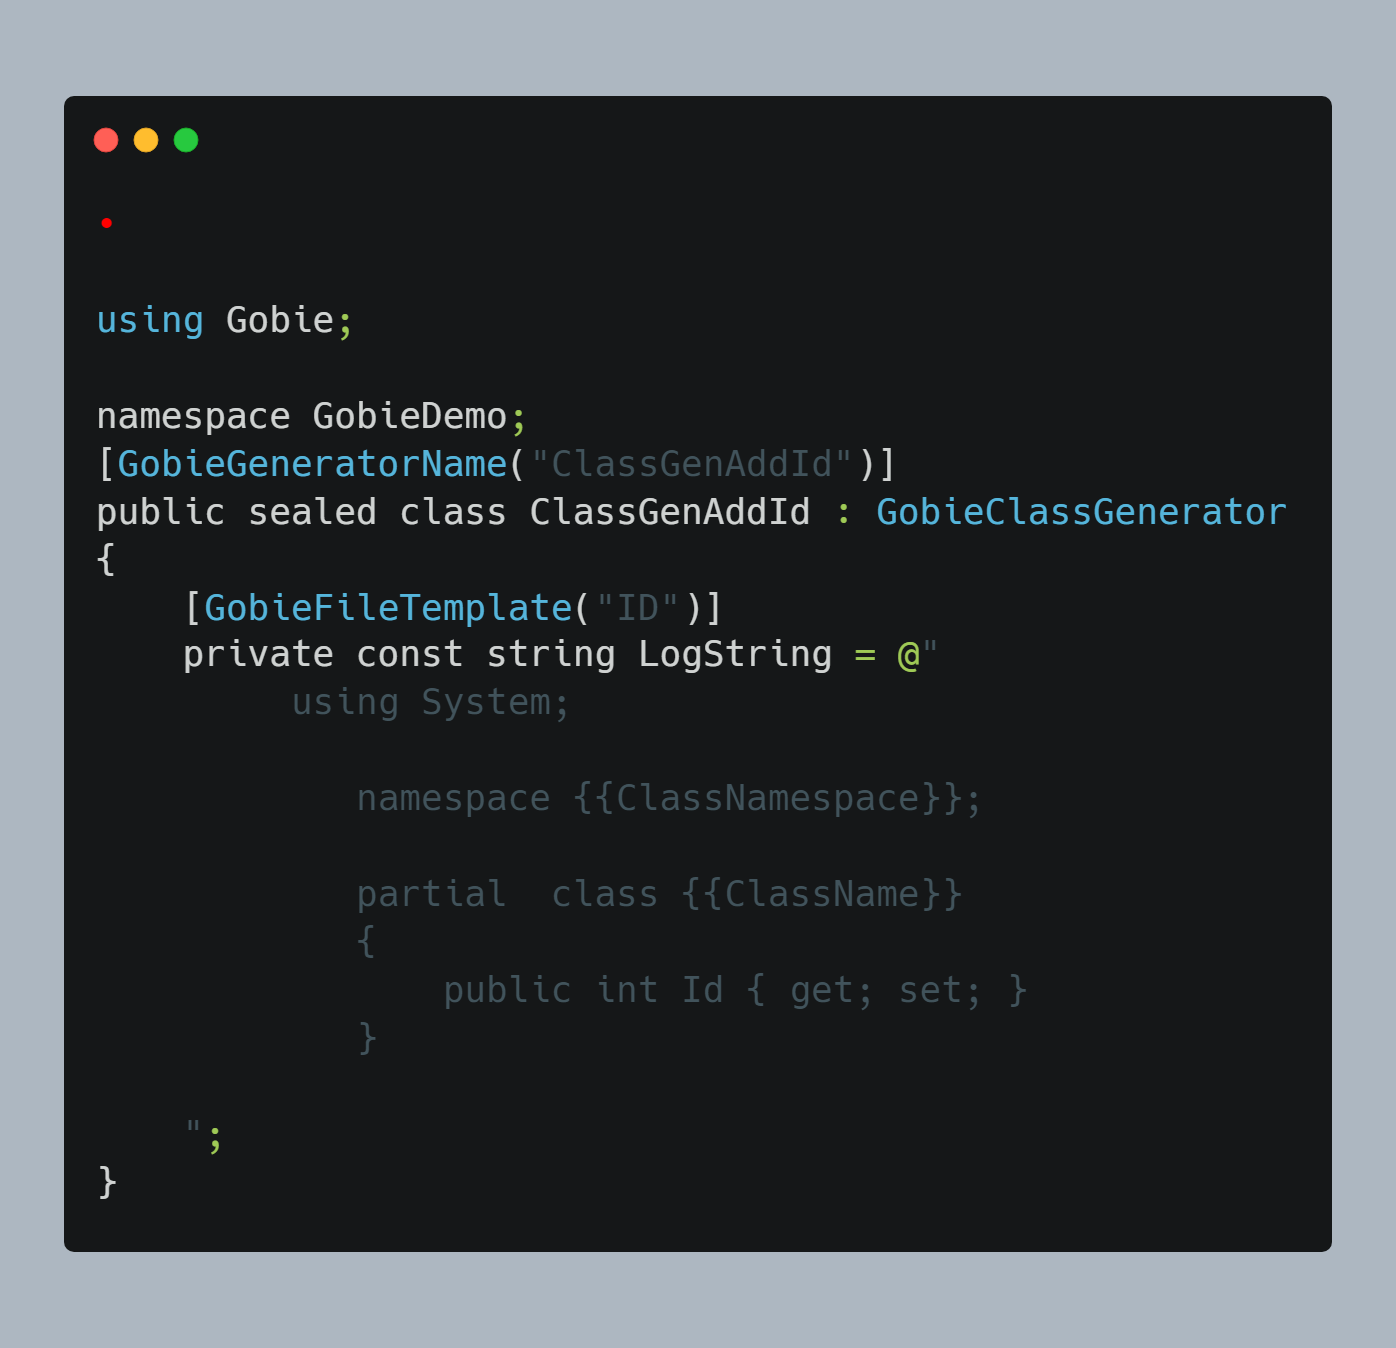 using Gobie;
namespace GobieDemo;
[GobieGeneratorName("ClassGenAddId")]
public sealed class ClassGenAddId : GobieClassGenerator
{
    [GobieFileTemplate("ID")]
    private const string LogString = @"
         using System;
            namespace {{ClassNamespace}};
            partial  class {{ClassName}}
            {
                public int Id { get; set; }
            }
    ";
}